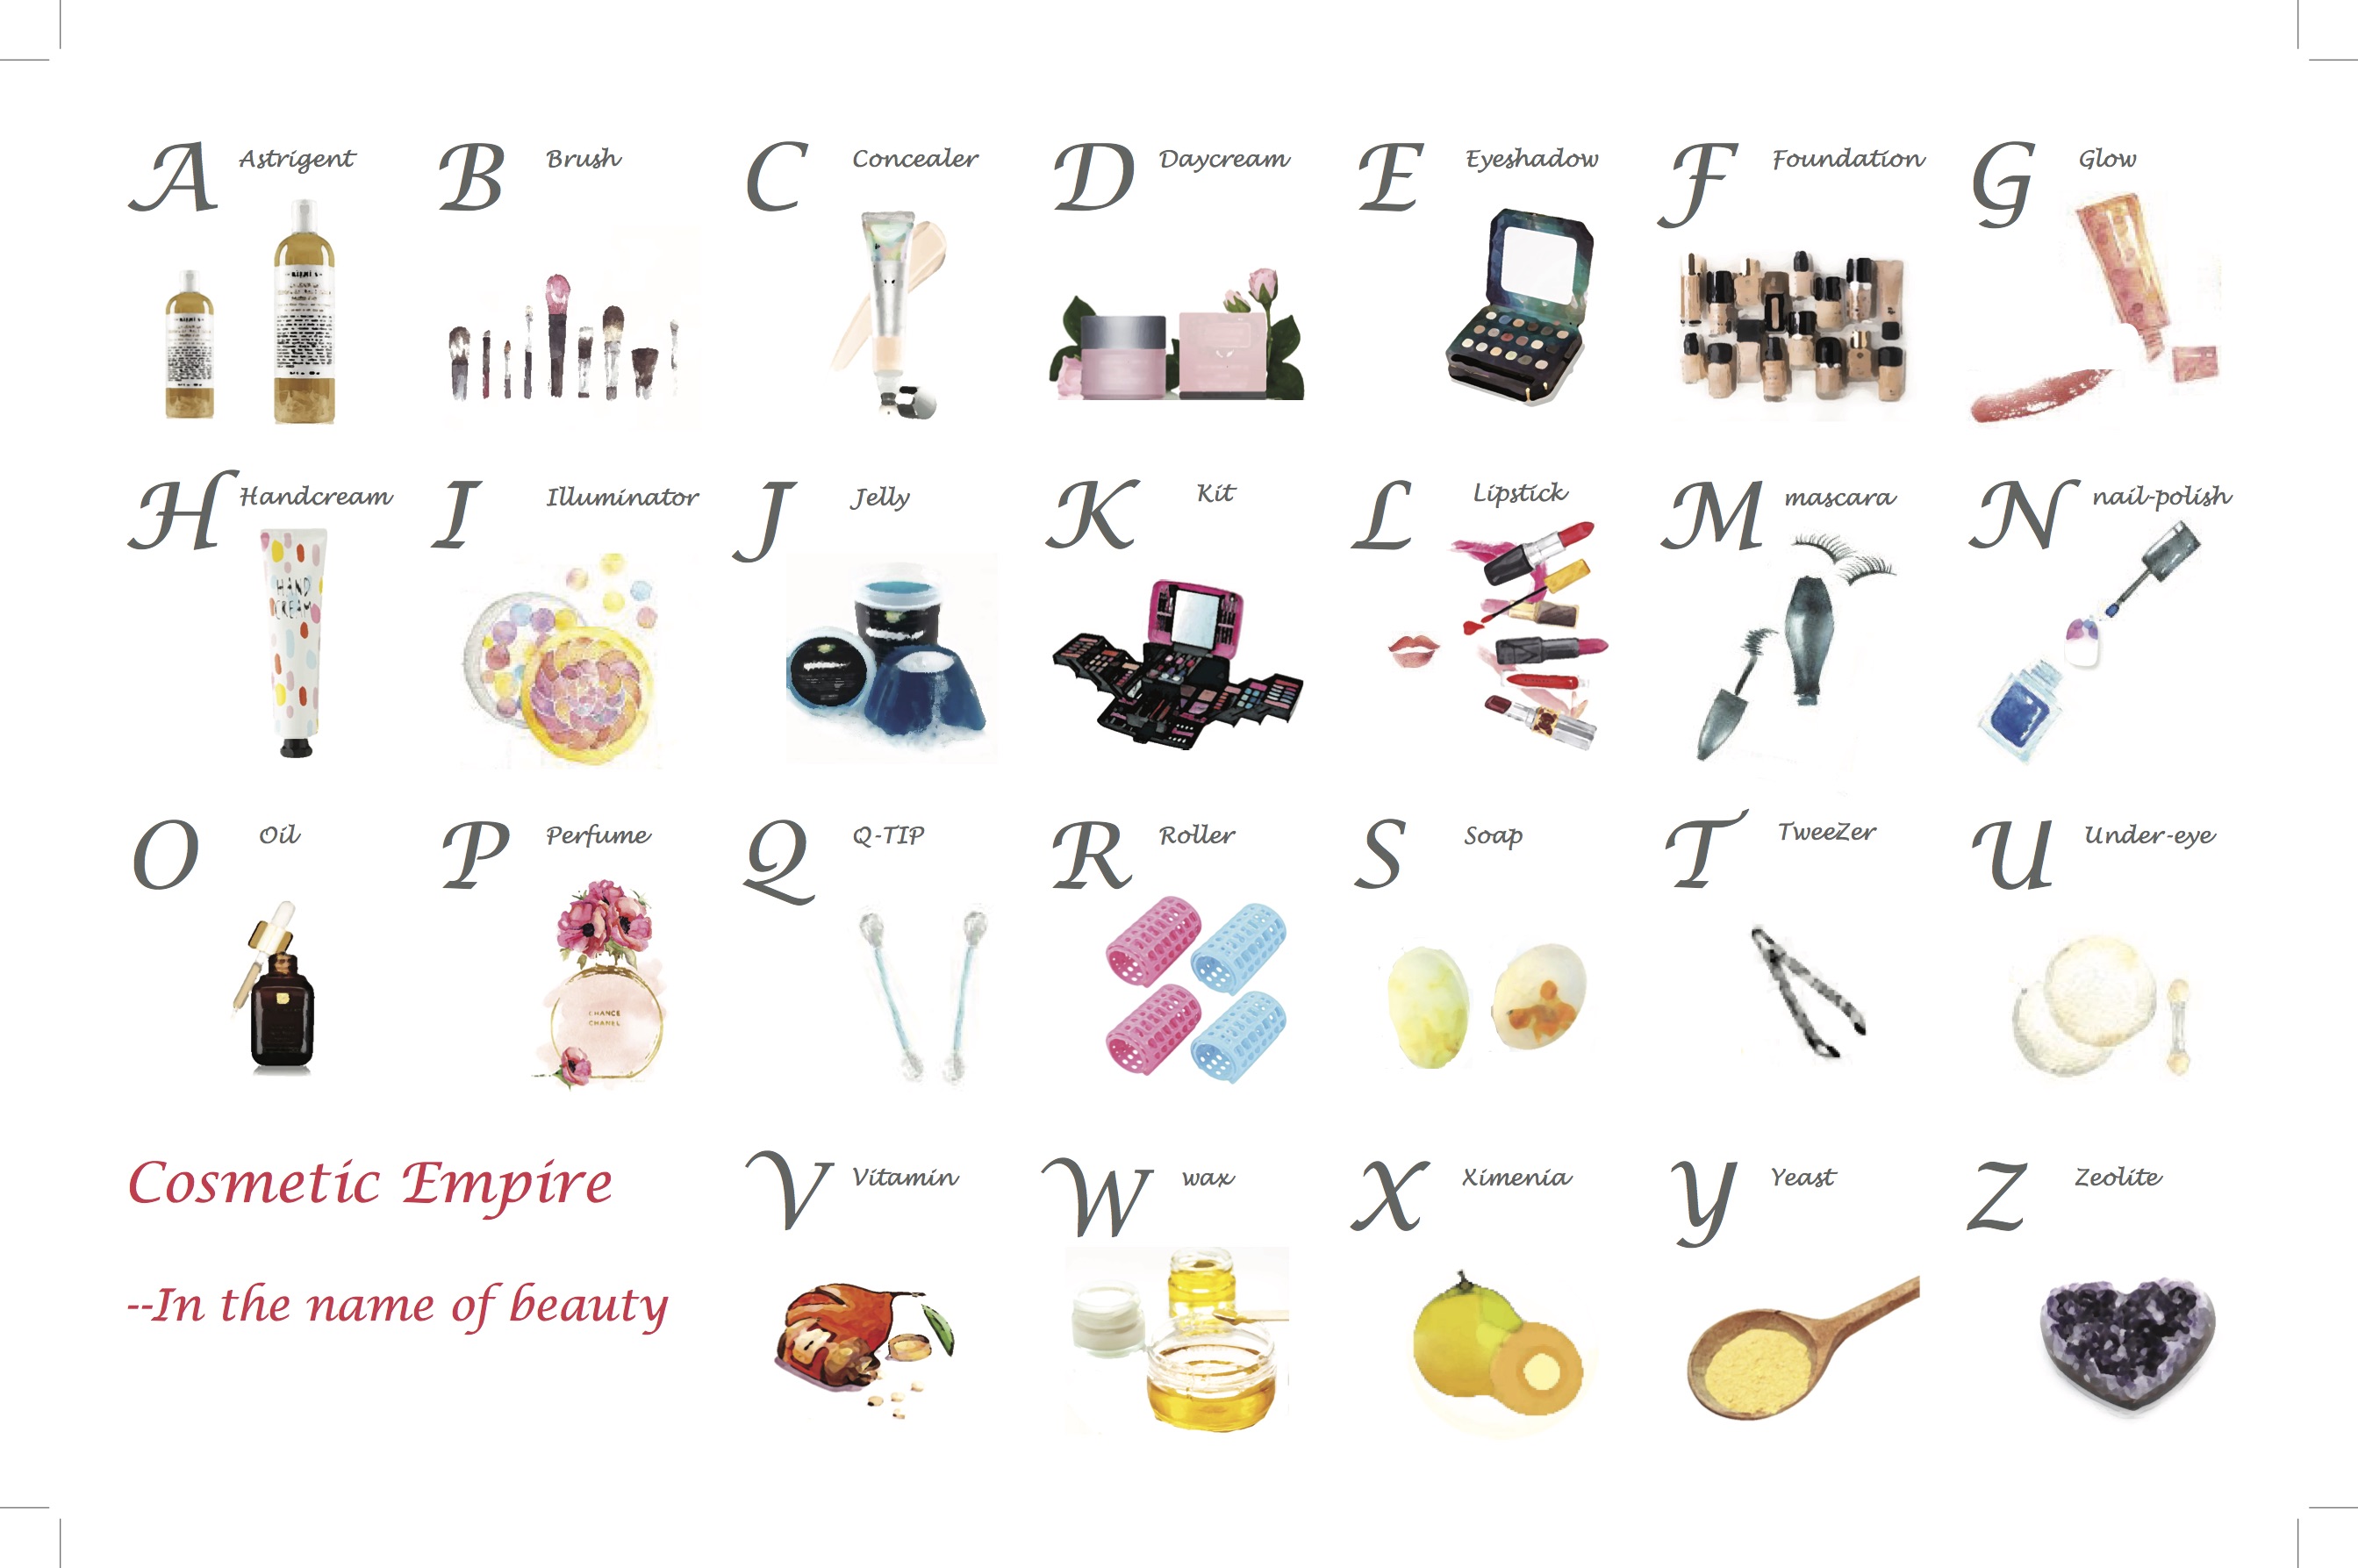 A Astrigent
B Brush
C Concealer
D Daycream
E Eyeshadow
F Foundation
G Glow
H Handcream
HAND
CREAM
I Illuminator
J Jelly
K Kit
L Lipstick
M mascara
N nail-polish
O Oil
P Perfume
CHANCE
CHANEL
Q Q-TIP
R Roller
S Soap
T TweeZer
U Under-eye
Cosmetic Empire
--In the name of beauty
V Vitamin
W wax
X Ximenia
Y Yeast
Z Zeolite